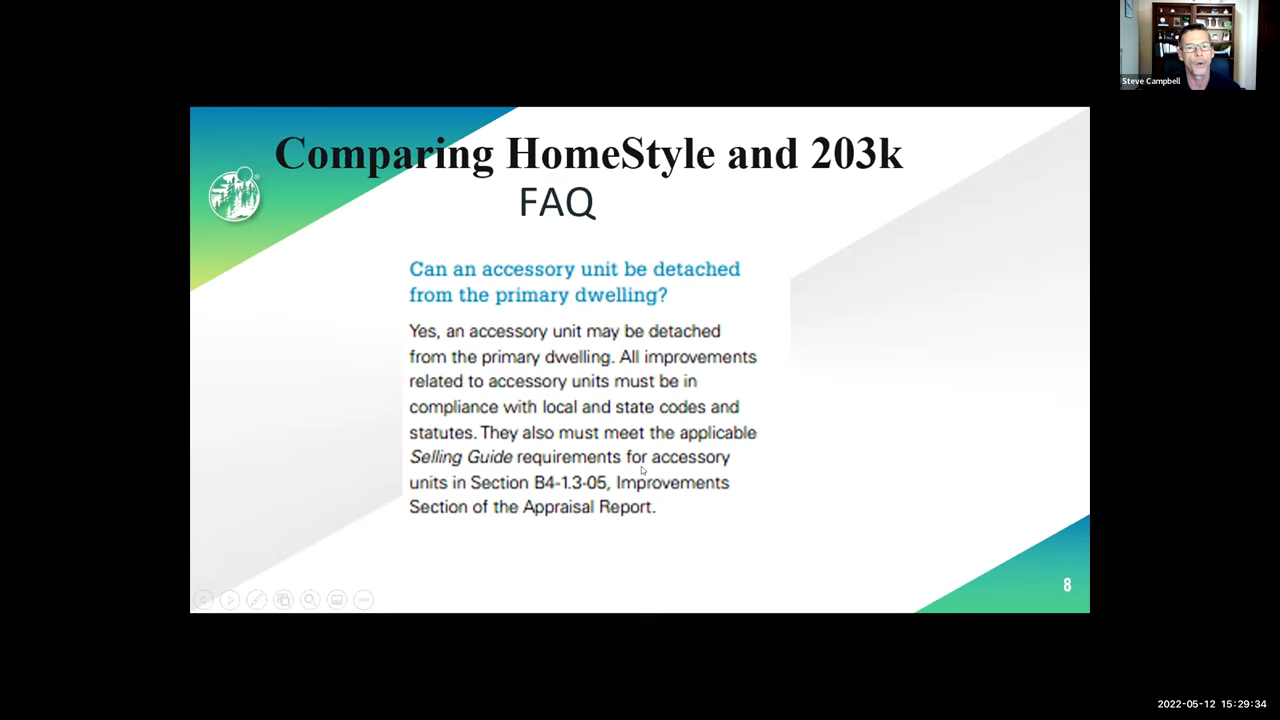 Steve Campbell
Comparing HomeStyle and 203k
FAQ
Can an accessory unit be detached
from the primary dwelling?
Yes, an accessory unit may be detached
from the primary dwelling. All improvements
related to accessory units must be in
compliance with local and state codes and
statutes. They also must meet the applicable
Selling Guide requirements for accessory
units in Section B4-1.3-05, Improvements
Section of the Appraisal Report.
8
2022-05-12 15:29:34